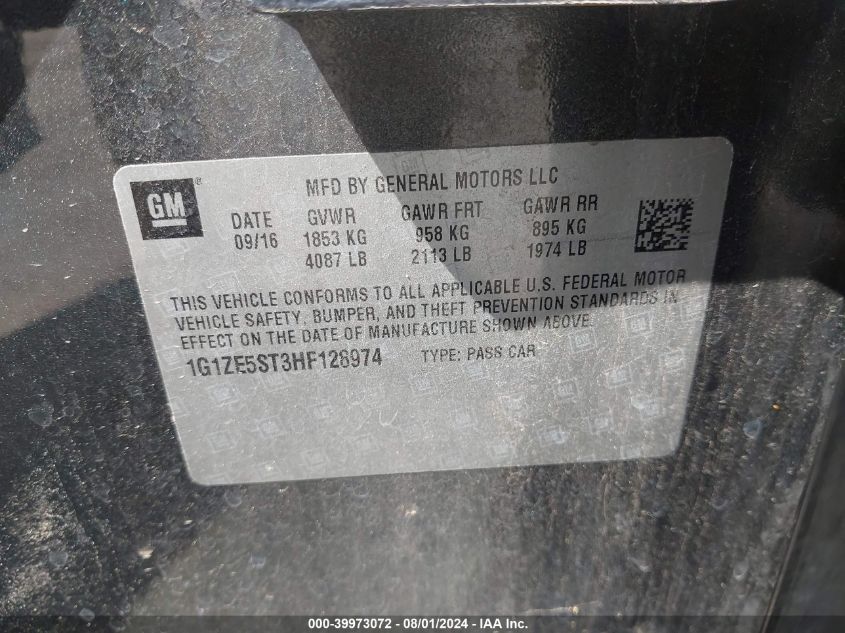 GM ® MFD BY GENERAL MOTORS LLC
DATE GVWR GAWR FRT GAWR RR
09/16 1853 KG 958 KG 895 KG
4087 LB 2113 LB 1974 LB
THIS VEHICLE CONFORMS TO ALL APPLICABLE U.S. FEDERAL MOTOR
VEHICLE SAFETY, BUMPER, AND THEFT PREVENTION STANDARDS IN
EFFECT ON THE DATE OF MANUFACTURE SHOWN ABOVE.
1G1ZE5ST3HF128974 TYPE: PASS CAR
000-39973072 - 08/01/2024 - IAAI.COM